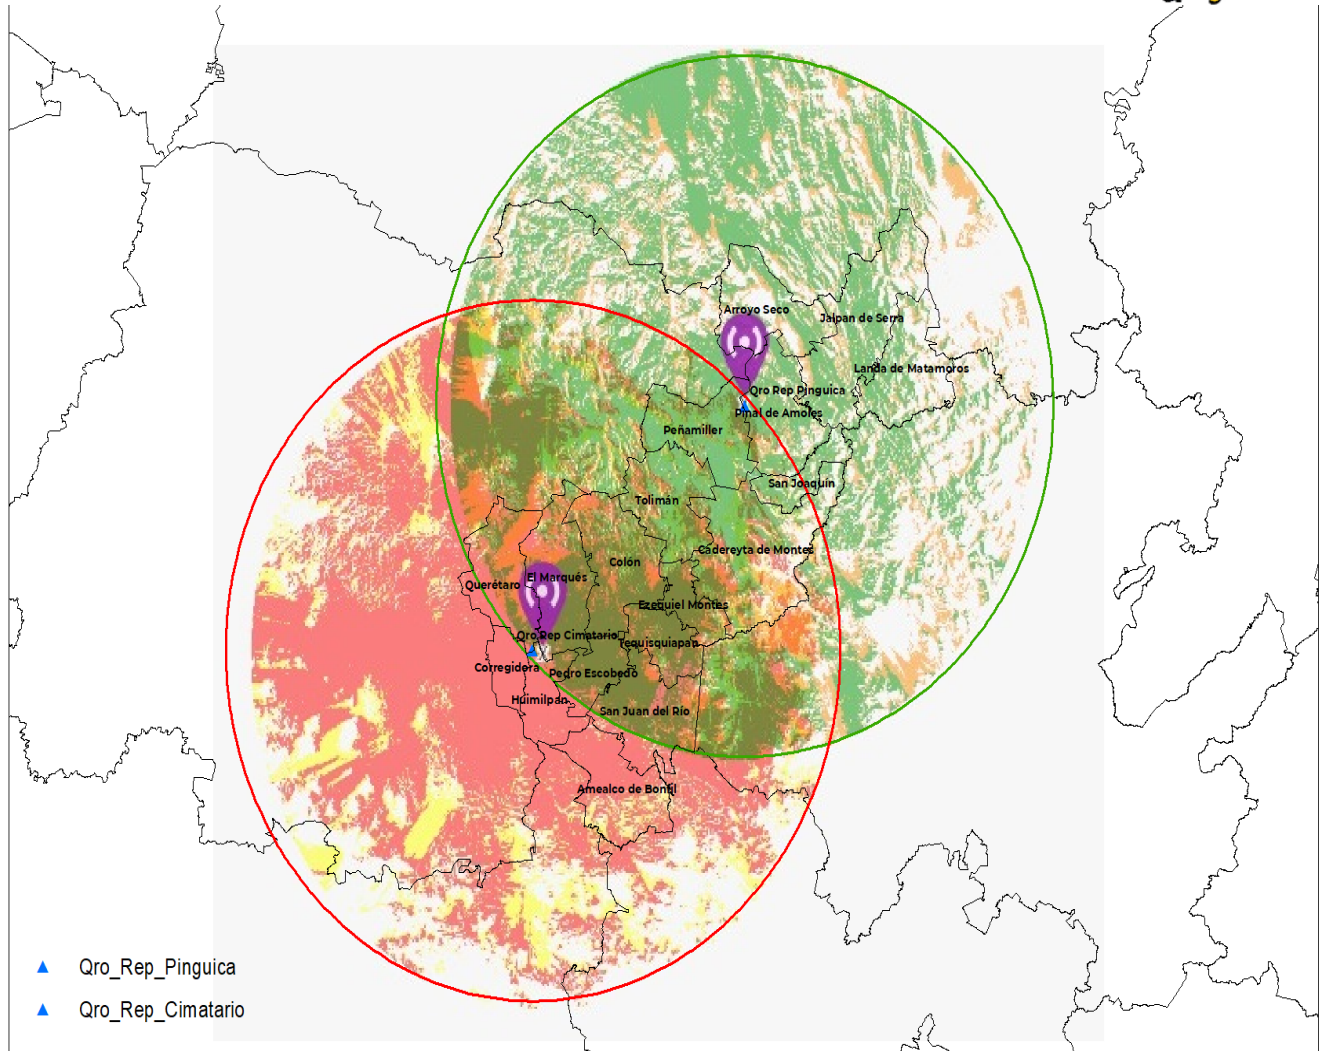 Arroyo Seco
Jalpan de Serra
Landa de Matamoros
Qro Rep Pinguica
Pinal de Amoles
Peñamiller
San Joaquín
Tolimán
Cadereyta de Montes
Colón
El Marqués
Querétaro
Ezequiel Montes
Qro Rep Cimatario
Tequisquiapan
Corregidora
Pedro Escobedo
Huimilpan
San Juan del Río
Amealco de Bonfil
Qro_Rep_Pinguica
Qro_Rep_Cimatario